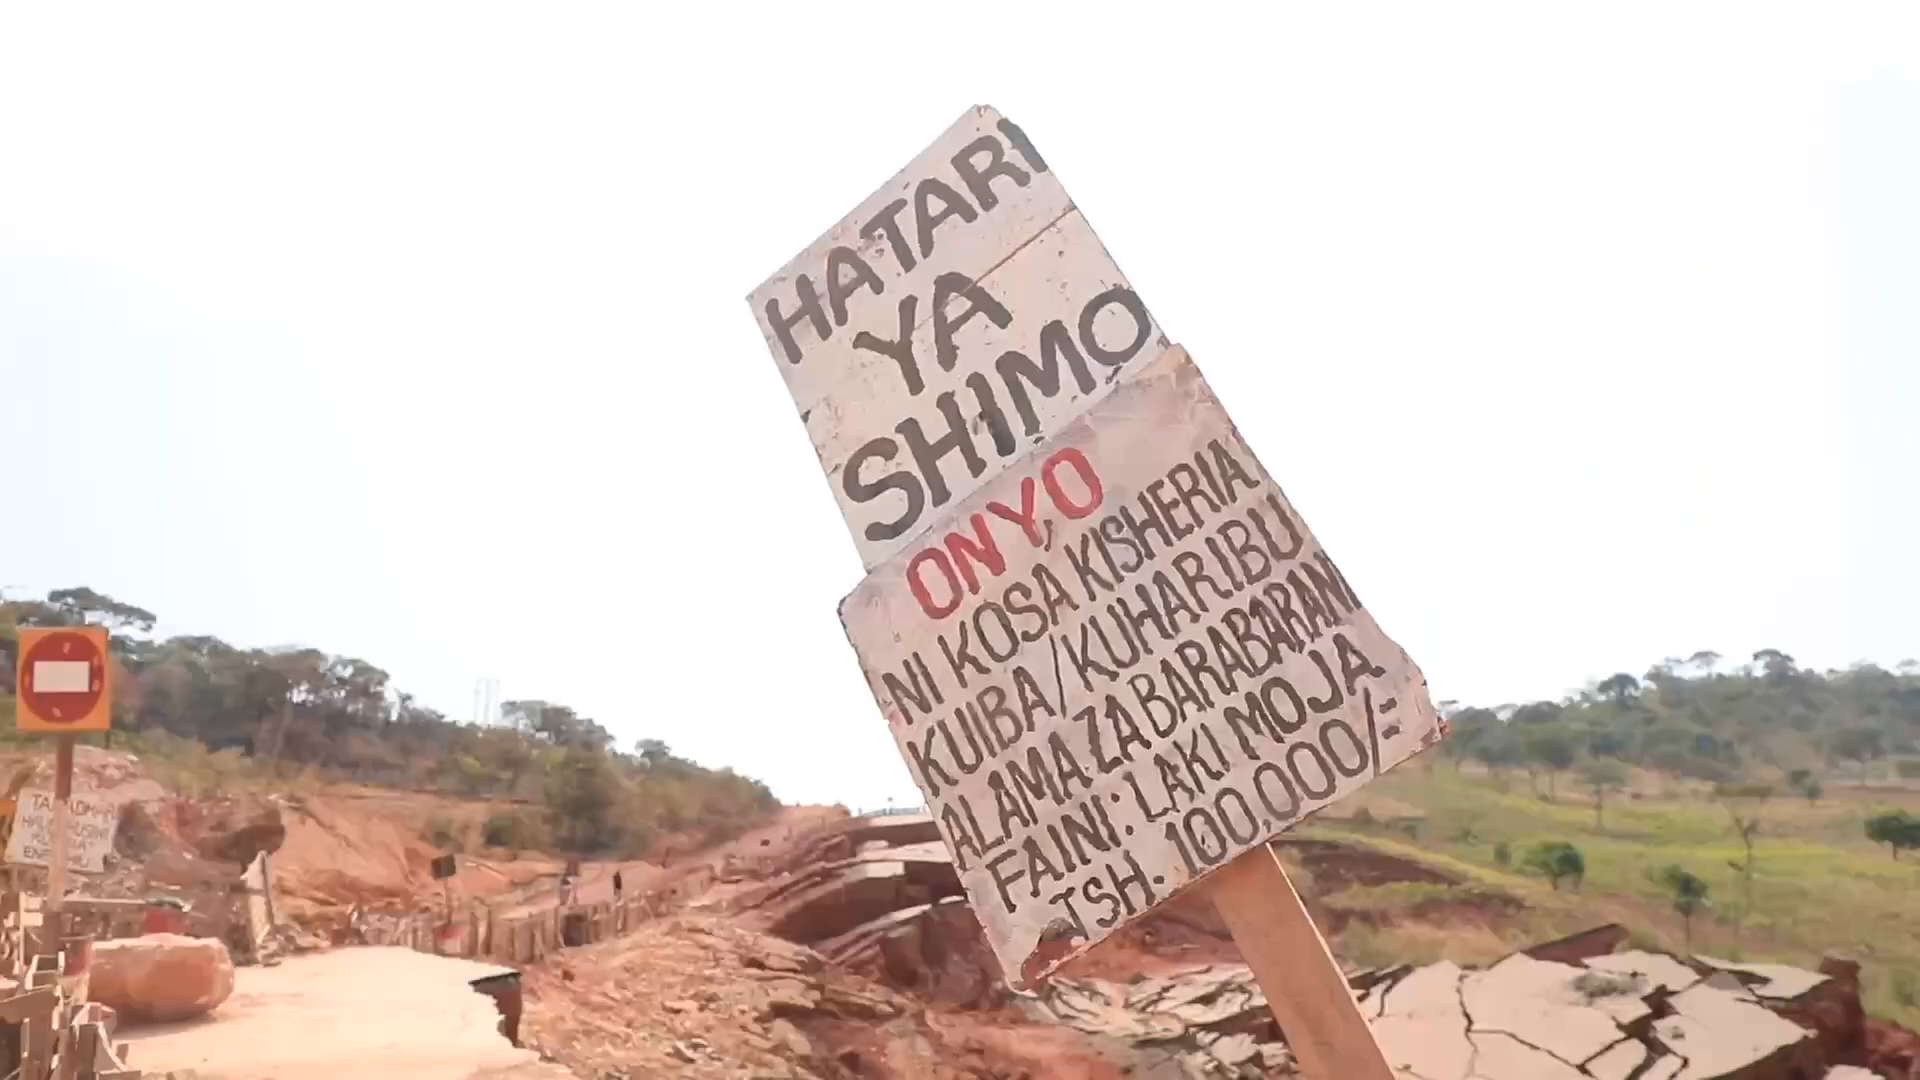 HATARI
YA
SHIMO
ONYO
NI KOSA KISHERIA
KUIBA/KUHARIBU
ALAMA ZA BARABARANI
FAINI: LAKI MOJA
TSH. 100,000/=